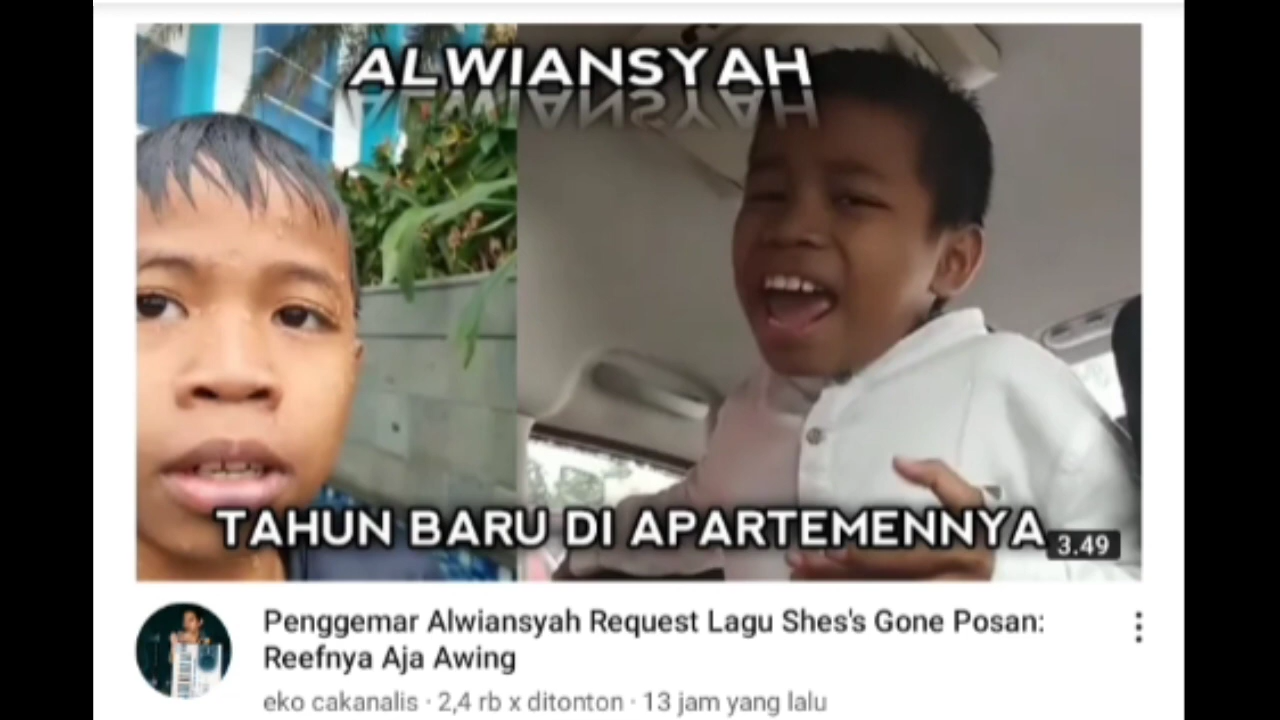 ALWIANSYAH
TAHUN BARU DI APARTEMENNYA
3.49
Penggemar Alwiansyah Request Lagu Shes's Gone Posan:
Reefnya Aja Awing
eko cakanalis · 2,4 rb x ditonton · 13 jam yang lalu